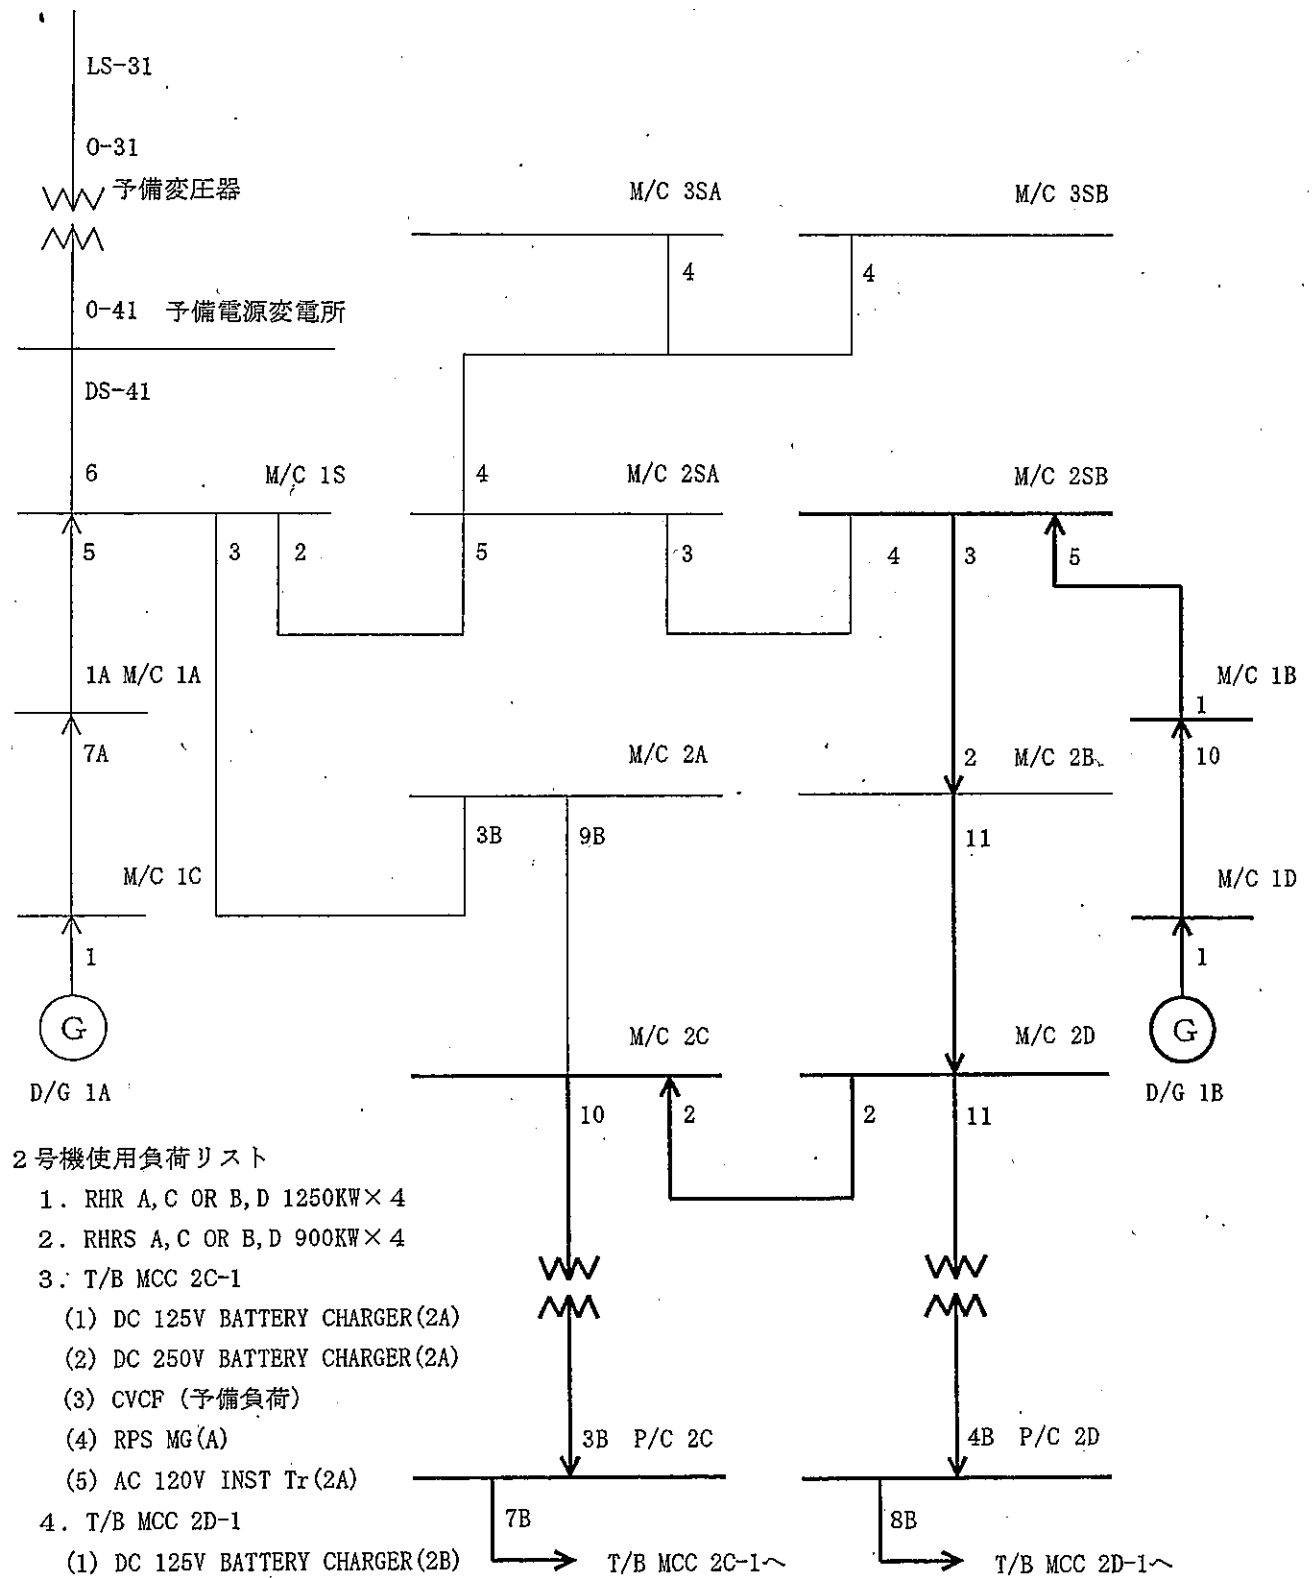 LS-31
O-31
予備変圧器
M/C 3SA
M/C 3SB
4
4
O-41 予備電源変電所
DS-41
6
M/C 1S
4
M/C 2SA
M/C 2SB
5
3
2
5
3
4
3
5
1A M/C 1A
M/C 1B
1
7A
M/C 2A
2
M/C 2B
10
3B
9B
11
M/C 1C
M/C 1D
1
1
G
G
M/C 2C
M/C 2D
D/G 1A
D/G 1B
10
2
2
11
2号機使用負荷リスト
1. RHR A,C OR B,D 1250KW×4
2. RHRS A,C OR B,D 900KW×4
3. T/B MCC 2C-1
(1) DC 125V BATTERY CHARGER(2A)
(2) DC 250V BATTERY CHARGER(2A)
(3) CVCF (予備負荷)
(4) RPS MG(A)
3B P/C 2C
4B P/C 2D
(5) AC 120V INST Tr(2A)
4. T/B MCC 2D-1
7B
8B
(1) DC 125V BATTERY CHARGER(2B)
T/B MCC 2C-1へ
T/B MCC 2D-1へ